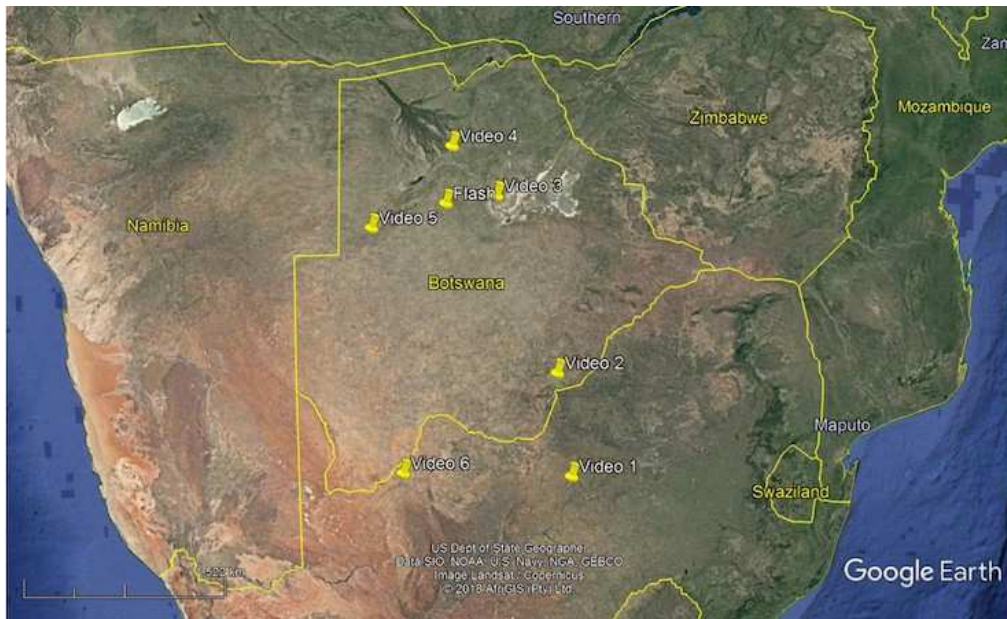 Southern
Zam
Mozambique
Zimbabwe
Video 4
Flash
Video 3
Video 5
Namibia
Botswana
Video 2
Maputo
Video 6
Video 1
Swaziland
US Dept of State Geographer
Data SIO, NOAA, U.S. Navy, NGA, GEBCO
Image Landsat / Copernicus
© 2018 AfriGIS (Pty) Ltd.
Google Earth